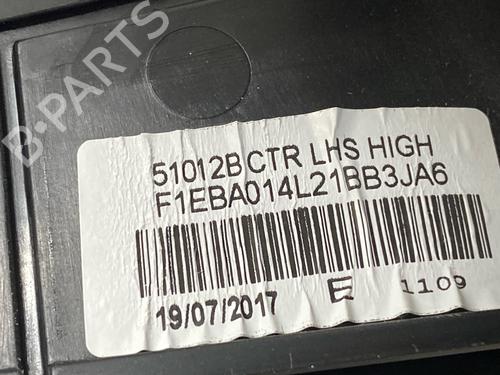 B-PARTS
51012B CTR LHS HIGH
F1EBA014L21BB3JA6
19/07/2017 E 1109